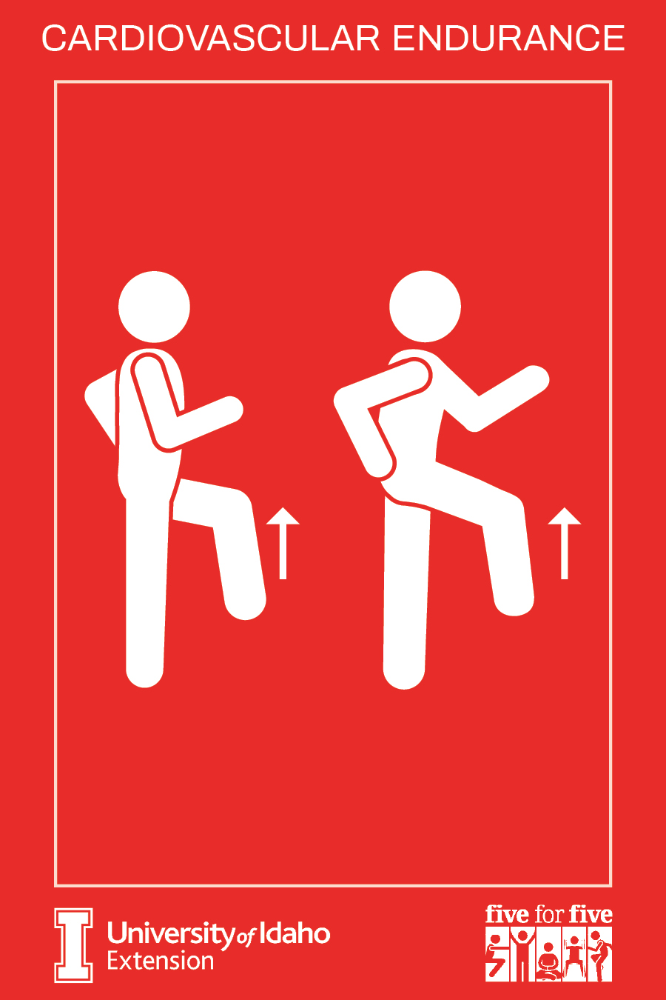 CARDIOVASCULAR ENDURANCE
I
University of Idaho
Extension
five for five